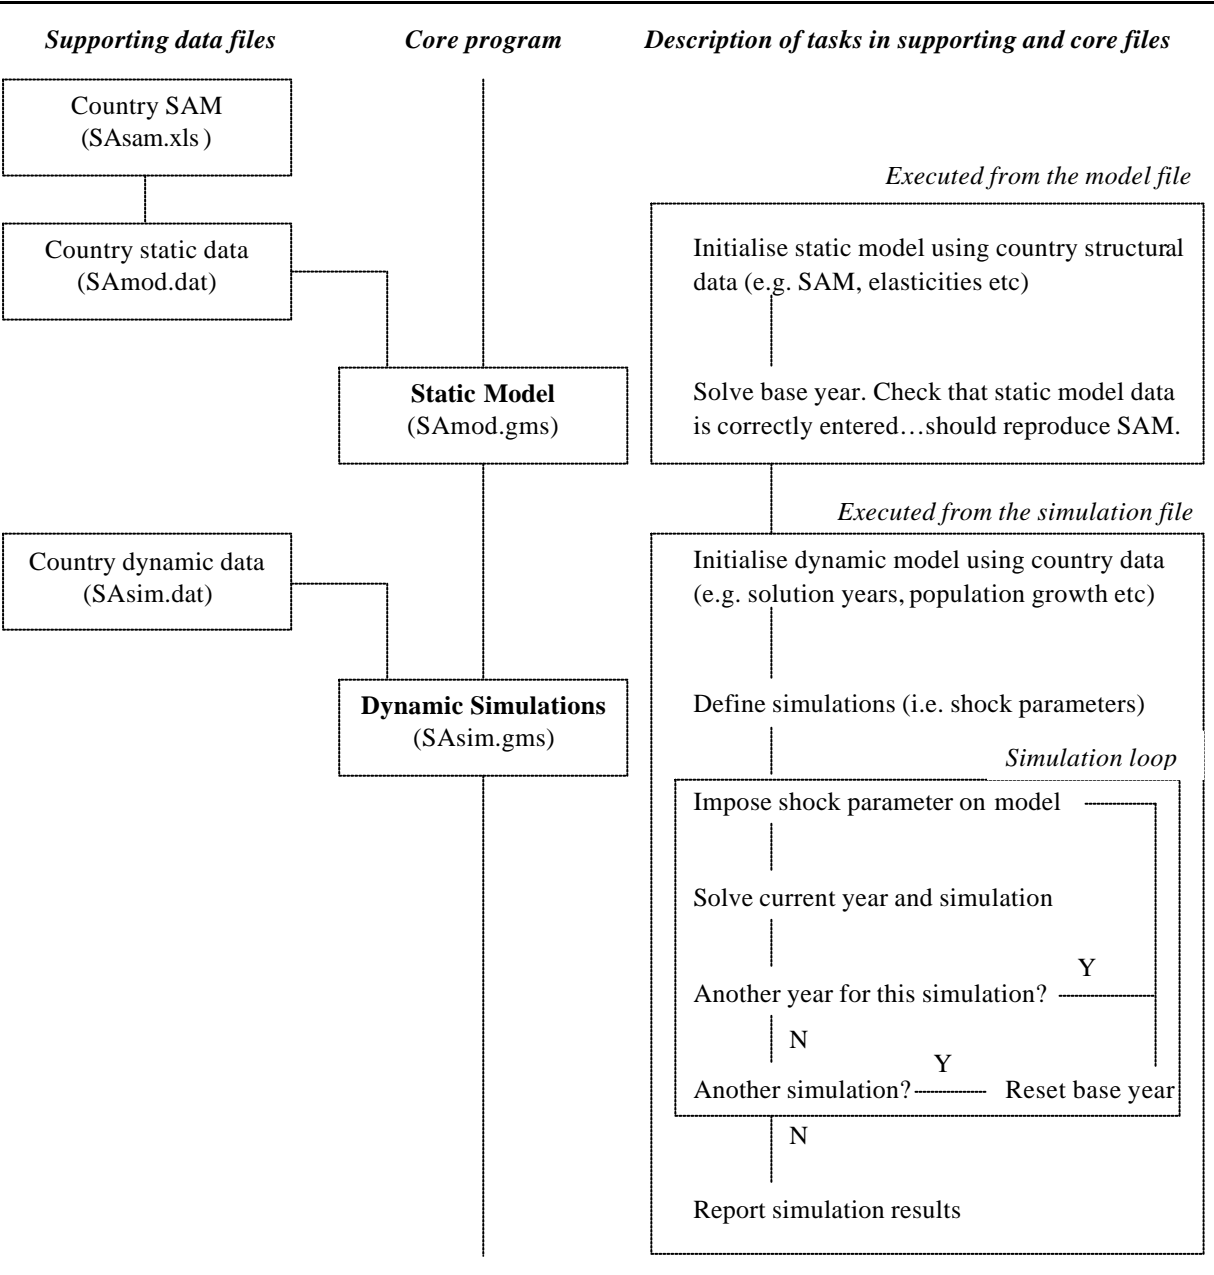 Supporting data files
Core program
Description of tasks in supporting and core files
Country SAM
(SAsam.xls )
Country static data
(SAmod.dat)
Static Model
(SAmod.gms)
Country dynamic data
(SAsim.dat)
Dynamic Simulations
(SAsim.gms)
Executed from the model file
Initialise static model using country structural
data (e.g. SAM, elasticities etc)
Solve base year. Check that static model data
is correctly entered…should reproduce SAM.
Executed from the simulation file
Initialise dynamic model using country data
(e.g. solution years, population growth etc)
Define simulations (i.e. shock parameters)
Simulation loop
Impose shock parameter on model
Solve current year and simulation
Y
Another year for this simulation?
N
Y
Another simulation?
Reset base year
N
Report simulation results